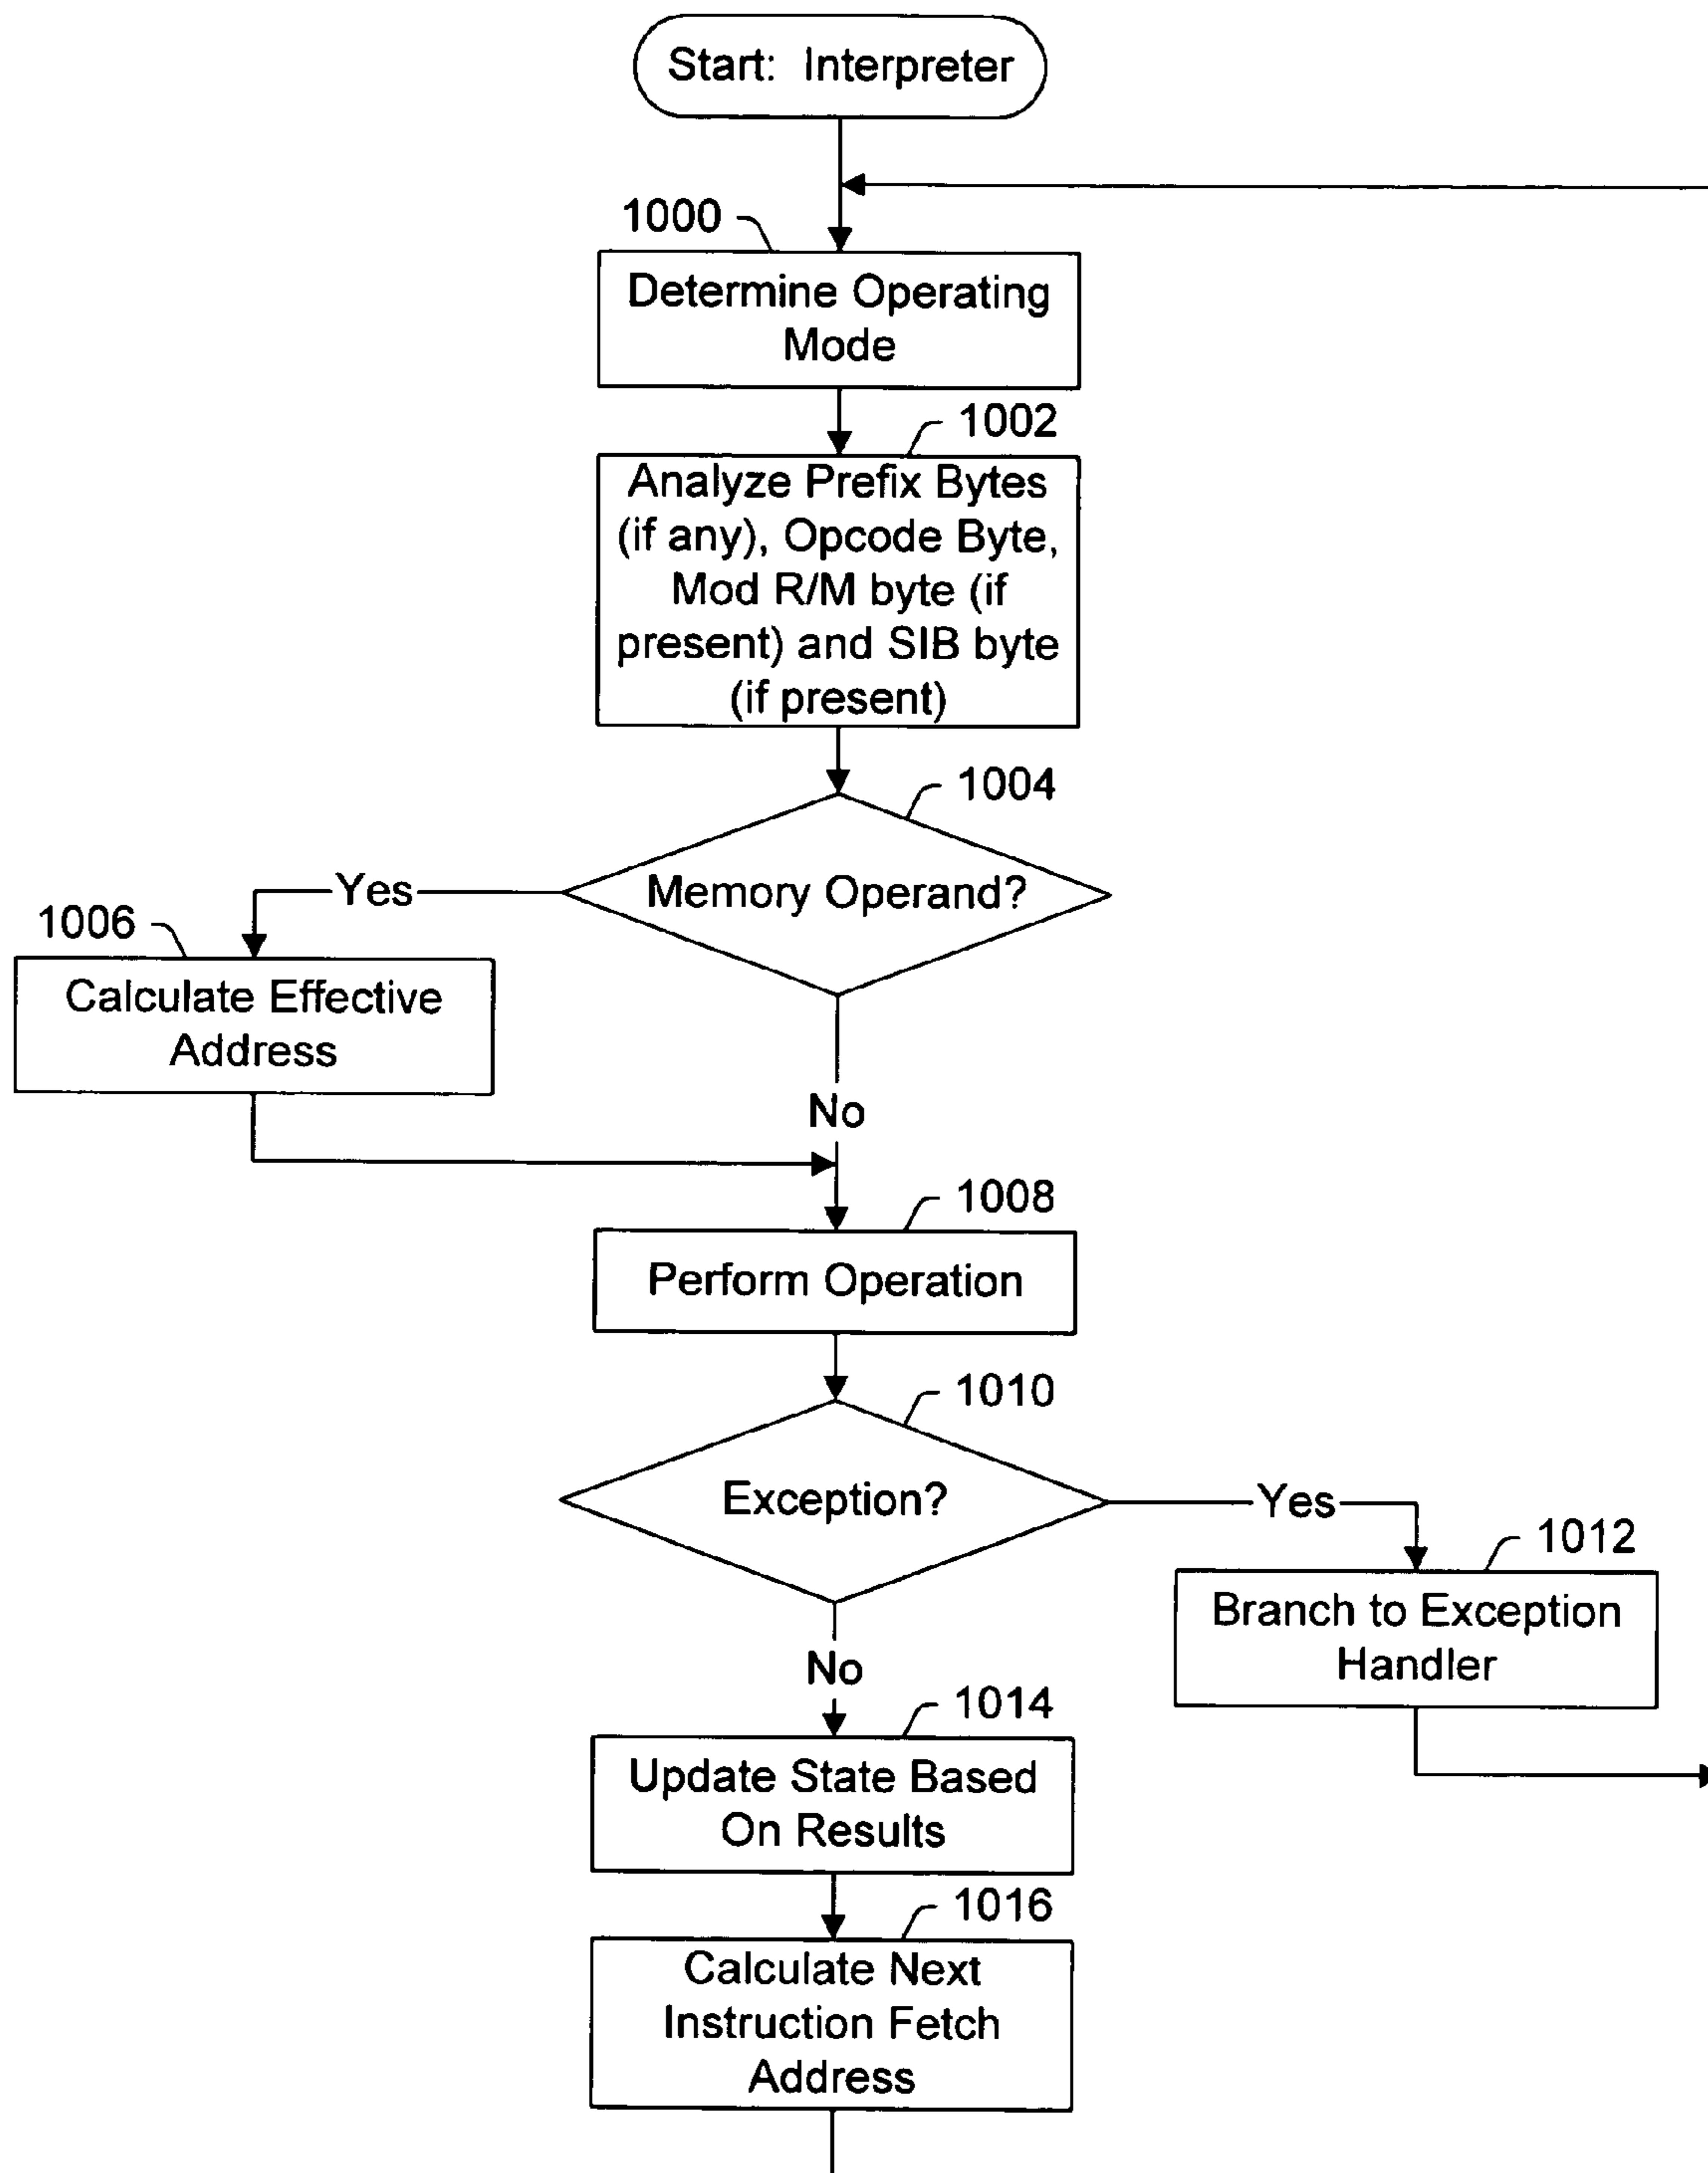 Start: Interpreter
1000
Determine Operating
Mode
1002
Analyze Prefix Bytes
(if any), Opcode Byte,
Mod R/M byte (if
present) and SIB byte
(if present)
1004
Memory Operand?
Yes
1006
Calculate Effective
Address
No
1008
Perform Operation
1010
Exception?
Yes
1012
Branch to Exception
Handler
No
1014
Update State Based
On Results
1016
Calculate Next
Instruction Fetch
Address